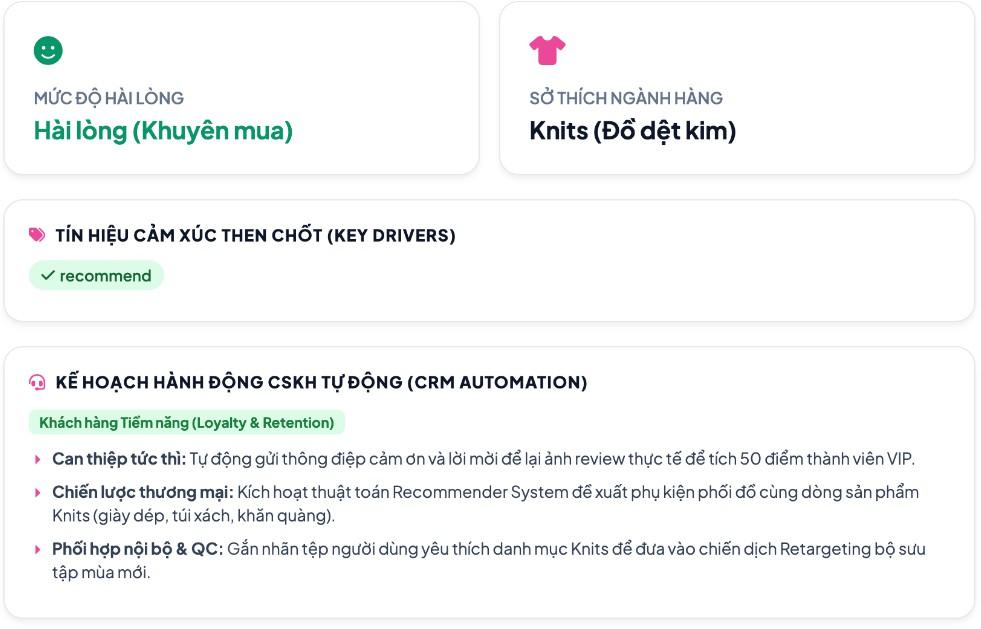 MỨC ĐỘ HÀI LÒNG
Hài lòng (Khuyên mua)
SỞ THÍCH NGÀNH HÀNG
Knits (Đồ dệt kim)
TÍN HIỆU CẢM XÚC THEN CHỐT (KEY DRIVERS)
✓ recommend
KẾ HOẠCH HÀNH ĐỘNG CSKH TỰ ĐỘNG (CRM AUTOMATION)
Khách hàng Tiềm năng (Loyalty & Retention)
Can thiệp tức thì: Tự động gửi thông điệp cảm ơn và lời mời để lại ảnh review thực tế để tích 50 điểm thành viên VIP.
Chiến lược thương mại: Kích hoạt thuật toán Recommender System đề xuất phụ kiện phối đồ cùng dòng sản phẩm
Knits (giày dép, túi xách, khăn quàng).
Phối hợp nội bộ & QC: Gắn nhãn tệp người dùng yêu thích danh mục Knits để đưa vào chiến dịch Retargeting bộ sưu
tập mùa mới.